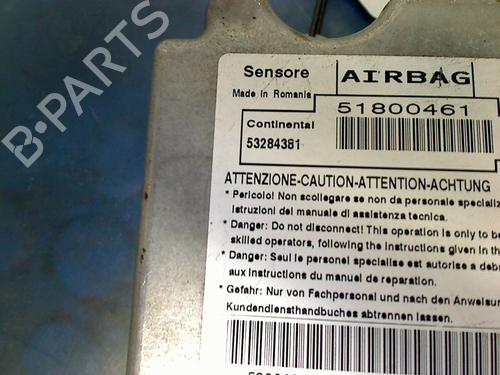 B-PARTS
Sensore AIRBAG
Made in Romania
51800461
Continental
53284381
ATTENZIONE-CAUTION-ATTENTION-ACHTUNG
* Pericolo! Non scollegare se non da personale
istruzioni del manuale di assistenza tecnica.
* Danger: Do not disconnect! This operation is only to be
skilled operators, following the instructions given in the
* Danger: Seul le personel specialise est autorise a
aux instructions du manuel de reparation.
* Gefahr: Nur von Fachpersonal und nach den
Kundendiensthandbuches abtrennen lassen.